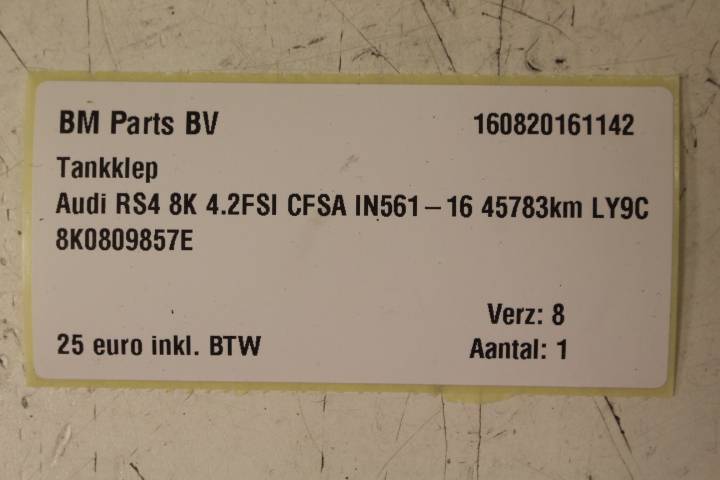 BM Parts BV 160820161142
Tankklep
Audi RS4 8K 4.2FSI CFSA IN561-16 45783km LY9C
8K0809857E
Verz: 8
25 euro inkl. BTW Aantal: 1